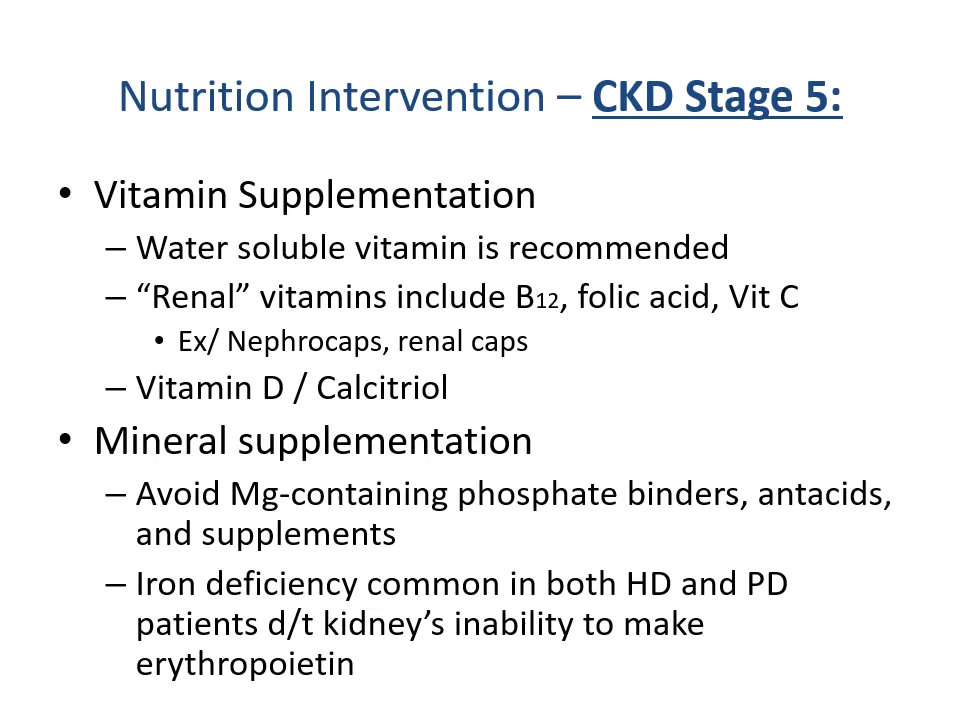 Nutrition Intervention – CKD Stage 5:
• Vitamin Supplementation
– Water soluble vitamin is recommended
– “Renal” vitamins include B12, folic acid, Vit C
• Ex/ Nephrocaps, renal caps
– Vitamin D / Calcitriol
• Mineral supplementation
– Avoid Mg-containing phosphate binders, antacids,
and supplements
– Iron deficiency common in both HD and PD
patients d/t kidney’s inability to make
erythropoietin